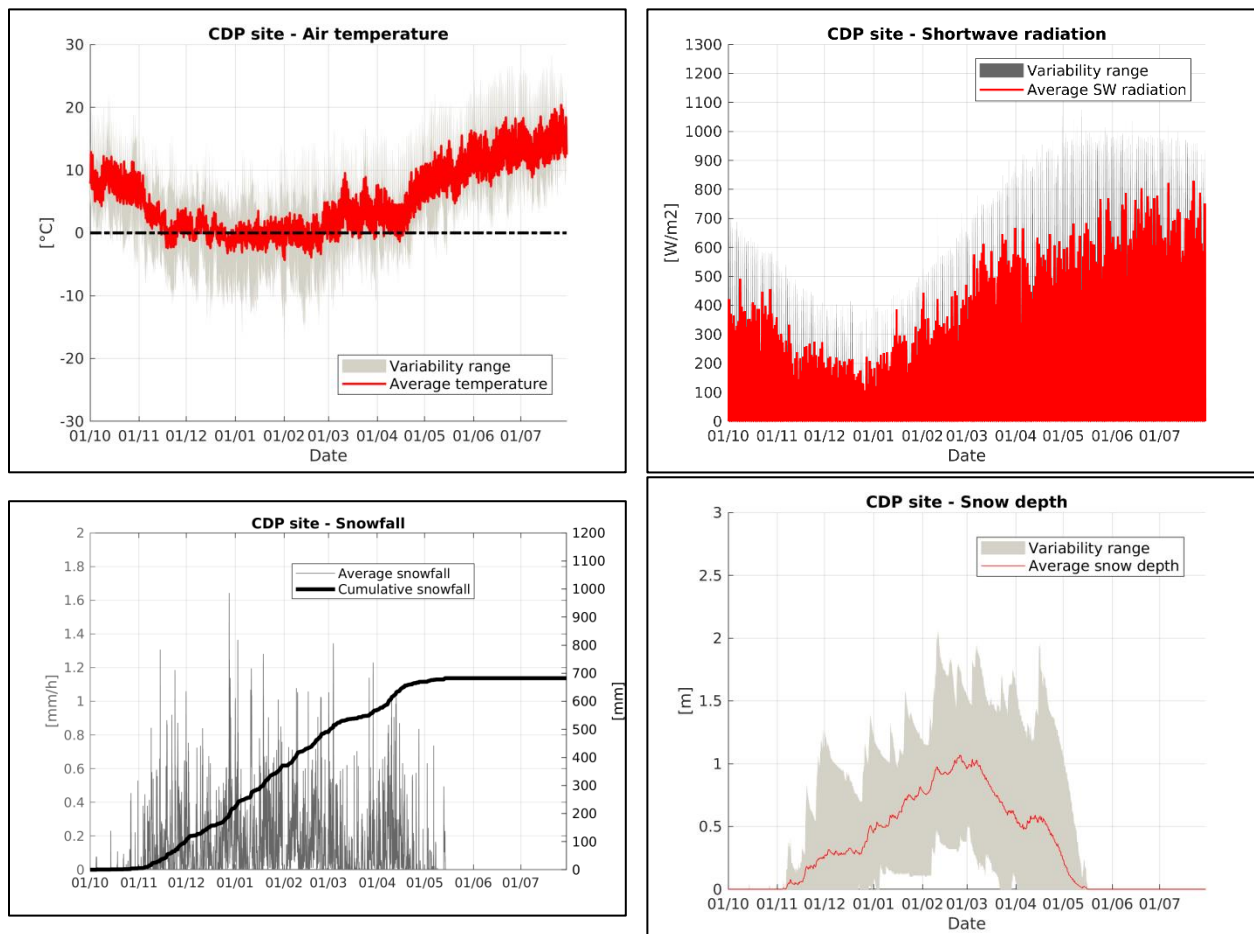 CDP site - Air temperature
30
20
10
0
-10
-20
-30
[°C]
Variability range
Average temperature
01/10 01/11 01/12 01/01 01/02 01/03 01/04 01/05 01/06 01/07
Date
CDP site - Shortwave radiation
1300
1200
1100
1000
900
800
700
600
500
400
300
200
100
0
[W/m2]
Variability range
Average SW radiation
01/10 01/11 01/12 01/01 01/02 01/03 01/04 01/05 01/06 01/07
Date
CDP site - Snowfall
2
1.8
1.6
1.4
1.2
1
0.8
0.6
0.4
0.2
0
[mm/h]
Average snowfall
Cumulative snowfall
1200
1100
1000
900
800
700
600
500
400
300
200
100
0
[mm]
01/10 01/11 01/12 01/01 01/02 01/03 01/04 01/05 01/06 01/07
Date
CDP site - Snow depth
3
2.5
2
1.5
1
0.5
0
[m]
Variability range
Average snow depth
01/10 01/11 01/12 01/01 01/02 01/03 01/04 01/05 01/06 01/07
Date